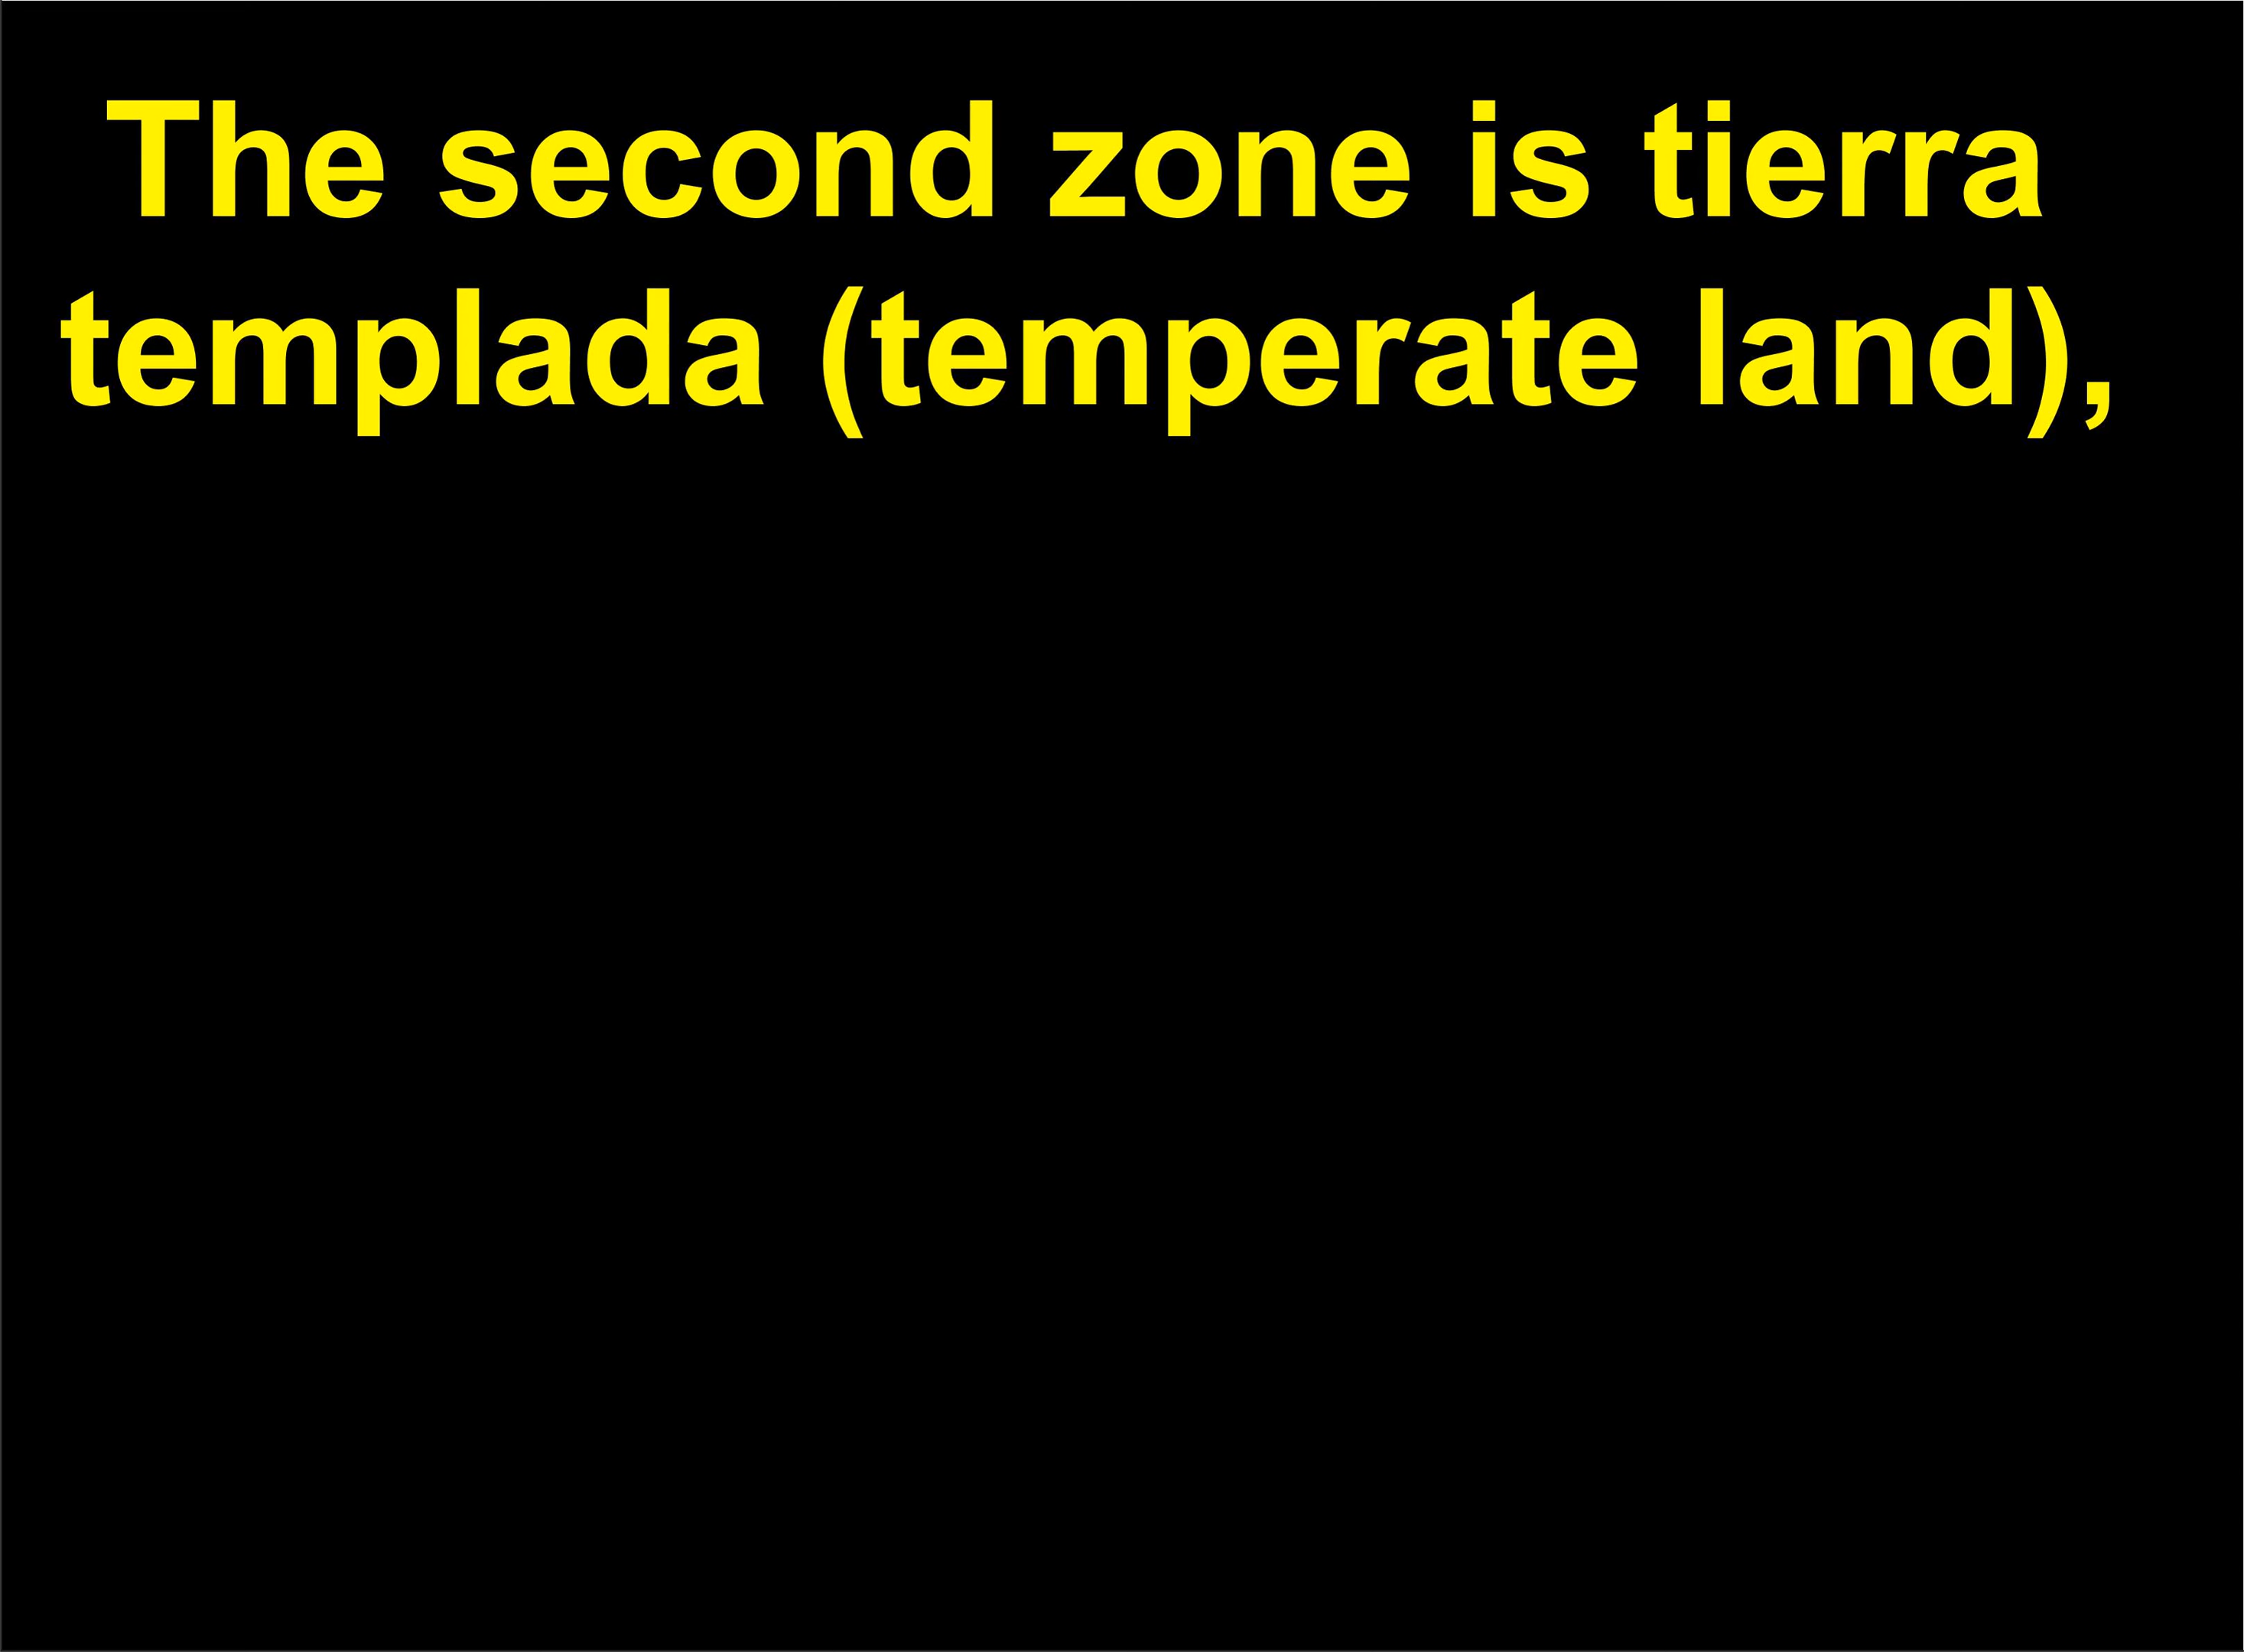 The second zone is tierra
templada (temperate land),